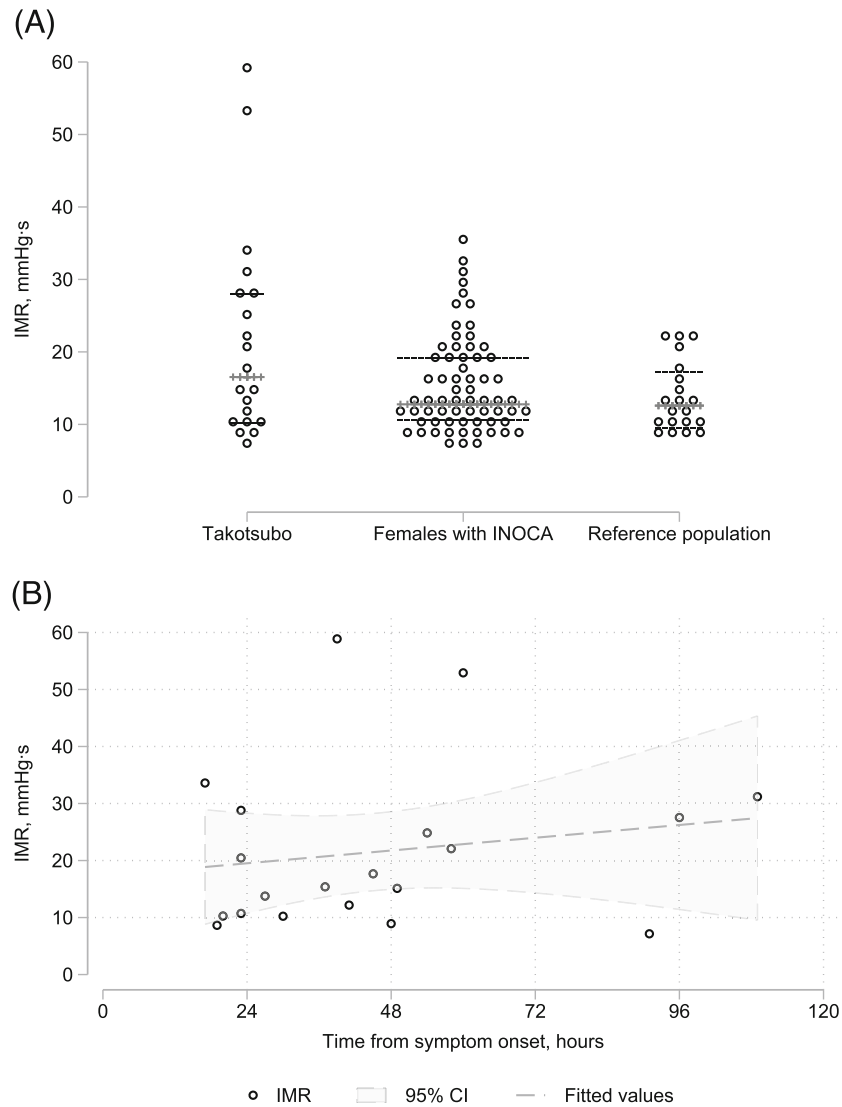 (A)
60
50
40
30
20
10
0
IMR, mmHg·s
Takotsubo Females with INOCA Reference population
(B)
60
50
40
30
20
10
0
IMR, mmHg·s
0 24 48 72 96 120
Time from symptom onset, hours
IMR 95% CI Fitted values